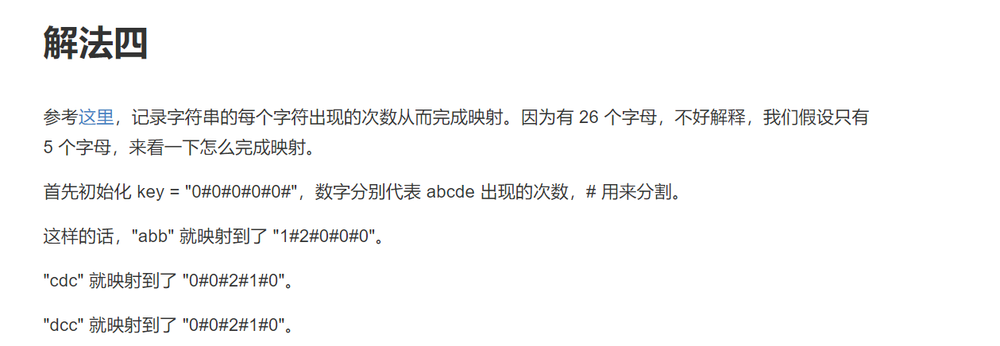 解法四
参考这里，记录字符串的每个字符出现的次数从而完成映射。因为有 26 个字母，不好解释，我们假设只有
5 个字母，来看一下怎么完成映射。
首先初始化 key = "0#0#0#0#0#"，数字分别代表 abcde 出现的次数，# 用来分割。
这样的话，"abb" 就映射到了 "1#2#0#0#0"。
"cdc" 就映射到了 "0#0#2#1#0"。
"dcc" 就映射到了 "0#0#2#1#0"。